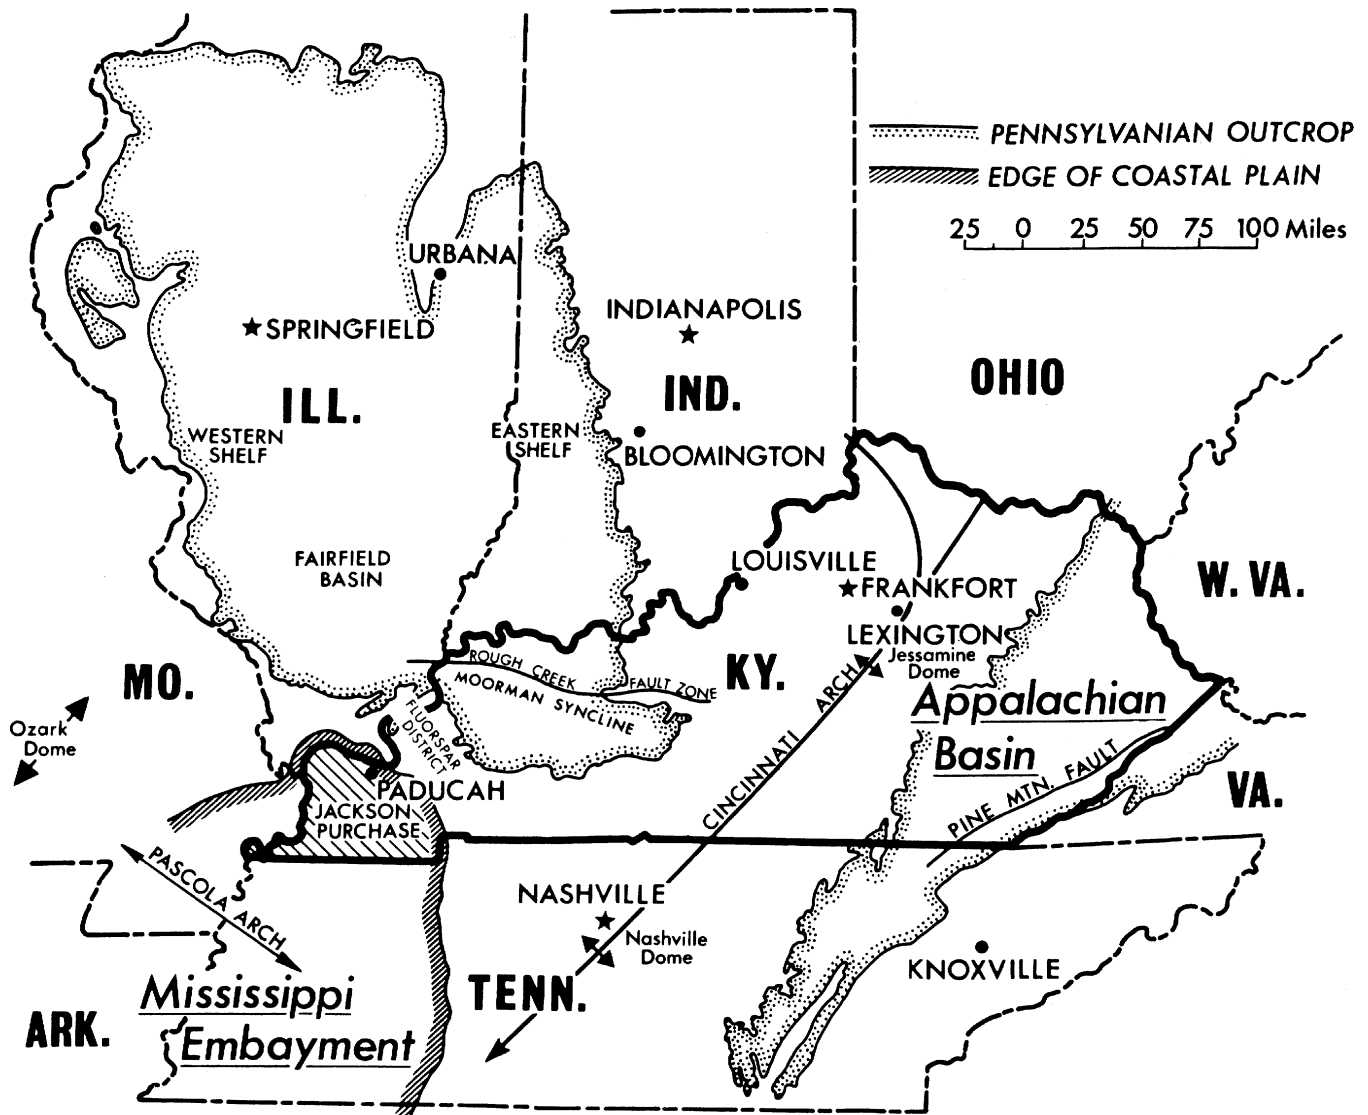 PENNSYLVANIAN OUTCROP
EDGE OF COASTAL PLAIN
25 0 25 50 75 100 Miles
URBANA
INDIANAPOLIS
SPRINGFIELD
OHIO
IND.
ILL.
WESTERN
SHELF
EASTERN
SHELF
BLOOMINGTON
FAIRFIELD
BASIN
LOUISVILLE
FRANKFORT
W. VA.
LEXINGTON
Jessamine
Dome
MO.
ROUGH CREEK
FAULT ZONE
KY.
MOORMAN SYNCLINE
CINCINNATI ARCH
Appalachian
Basin
Ozark
Dome
FLUORSPAR
DISTRICT
PINE MTN. FAULT
VA.
PADUCAH
JACKSON
PURCHASE
PASCOLA ARCH
NASHVILLE
Nashville
Dome
KNOXVILLE
Mississippi
Embayment
TENN.
ARK.